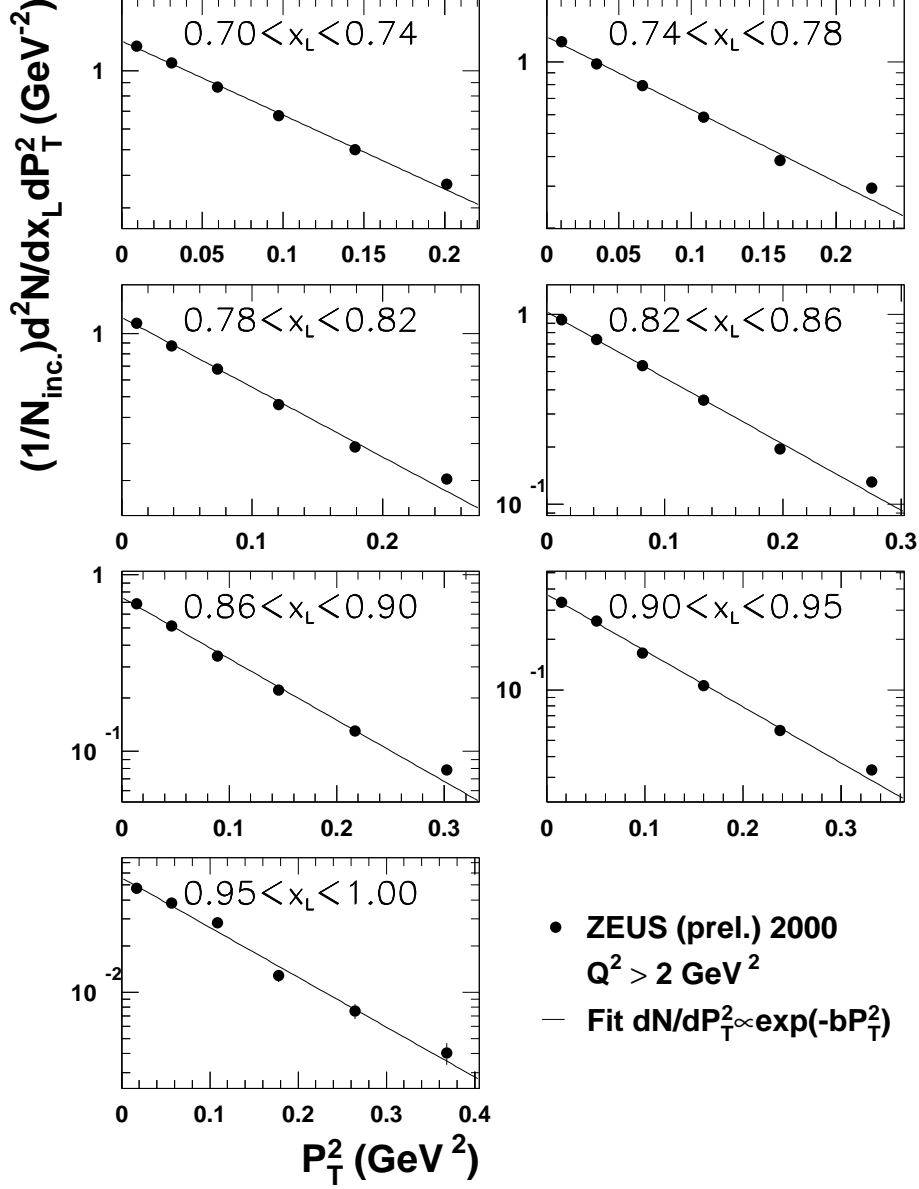 (1/N_inc.)d²N/dx_L dP_T² (GeV⁻²)
0.70<x_L<0.74
1
0 0.05 0.1 0.15 0.2
0.74<x_L<0.78
1
0 0.05 0.1 0.15 0.2
0.78<x_L<0.82
1
0 0.1 0.2
0.82<x_L<0.86
1
10⁻¹
0 0.1 0.2 0.3
0.86<x_L<0.90
1
10⁻¹
0 0.1 0.2 0.3
0.90<x_L<0.95
10⁻¹
0 0.1 0.2 0.3
0.95<x_L<1.00
10⁻²
0 0.1 0.2 0.3 0.4
P_T² (GeV²)
ZEUS (prel.) 2000
Q² > 2 GeV²
Fit dN/dP_T²∝exp(-bP_T²)